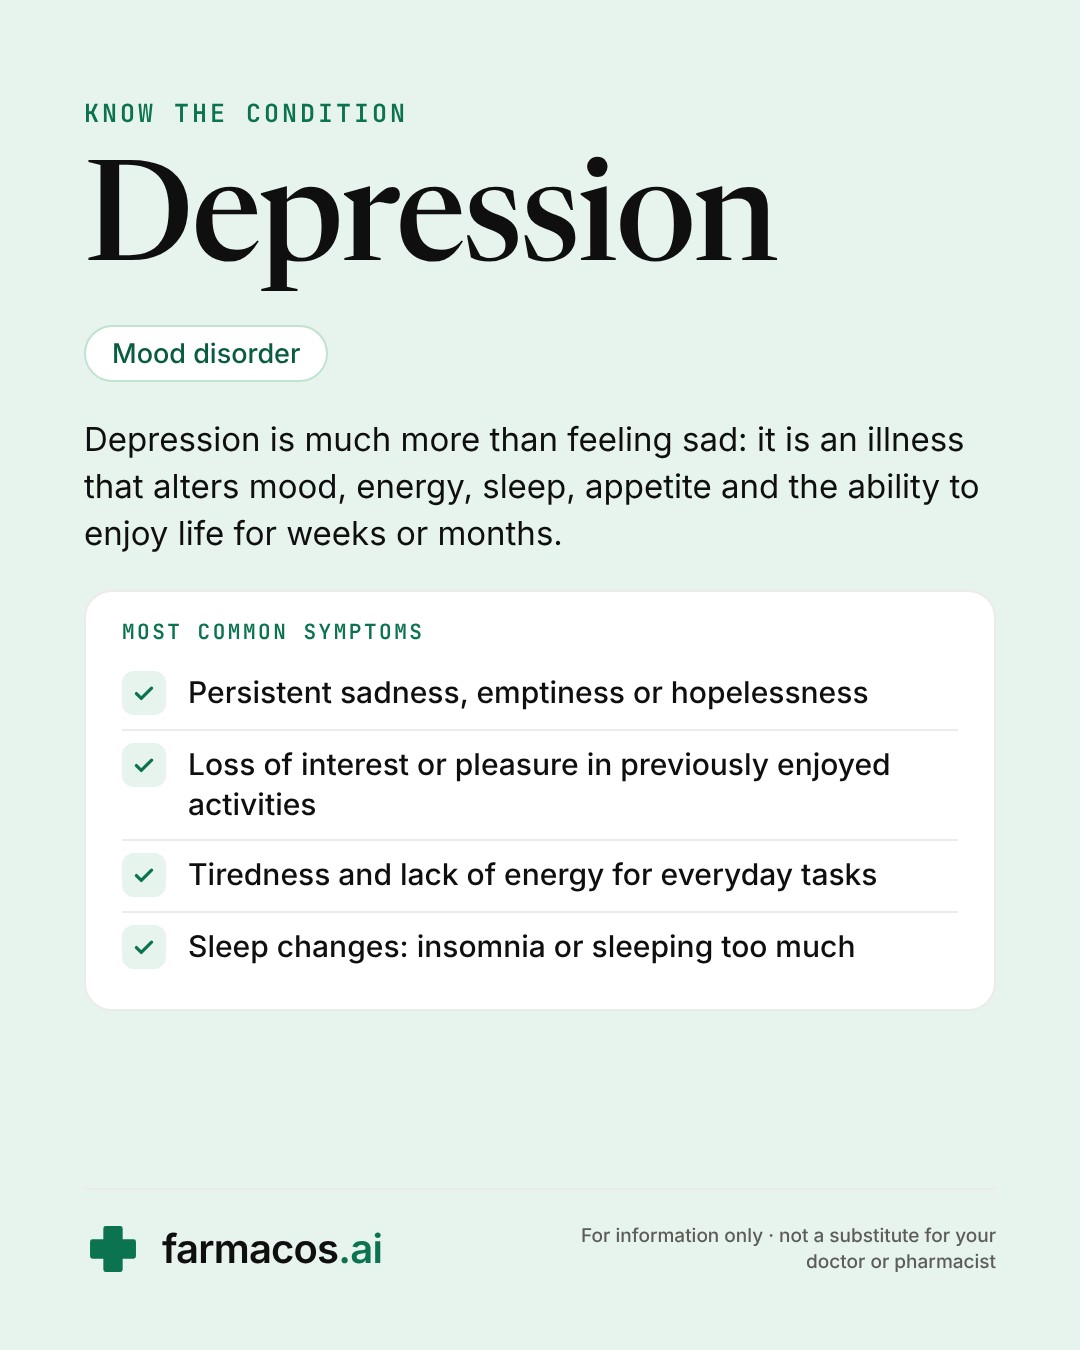 KNOW THE CONDITION
Depression
Mood disorder
Depression is much more than feeling sad: it is an illness
that alters mood, energy, sleep, appetite and the ability to
enjoy life for weeks or months.
MOST COMMON SYMPTOMS
Persistent sadness, emptiness or hopelessness
Loss of interest or pleasure in previously enjoyed
activities
Tiredness and lack of energy for everyday tasks
Sleep changes: insomnia or sleeping too much
farmacos.ai
For information only · not a substitute for your
doctor or pharmacist